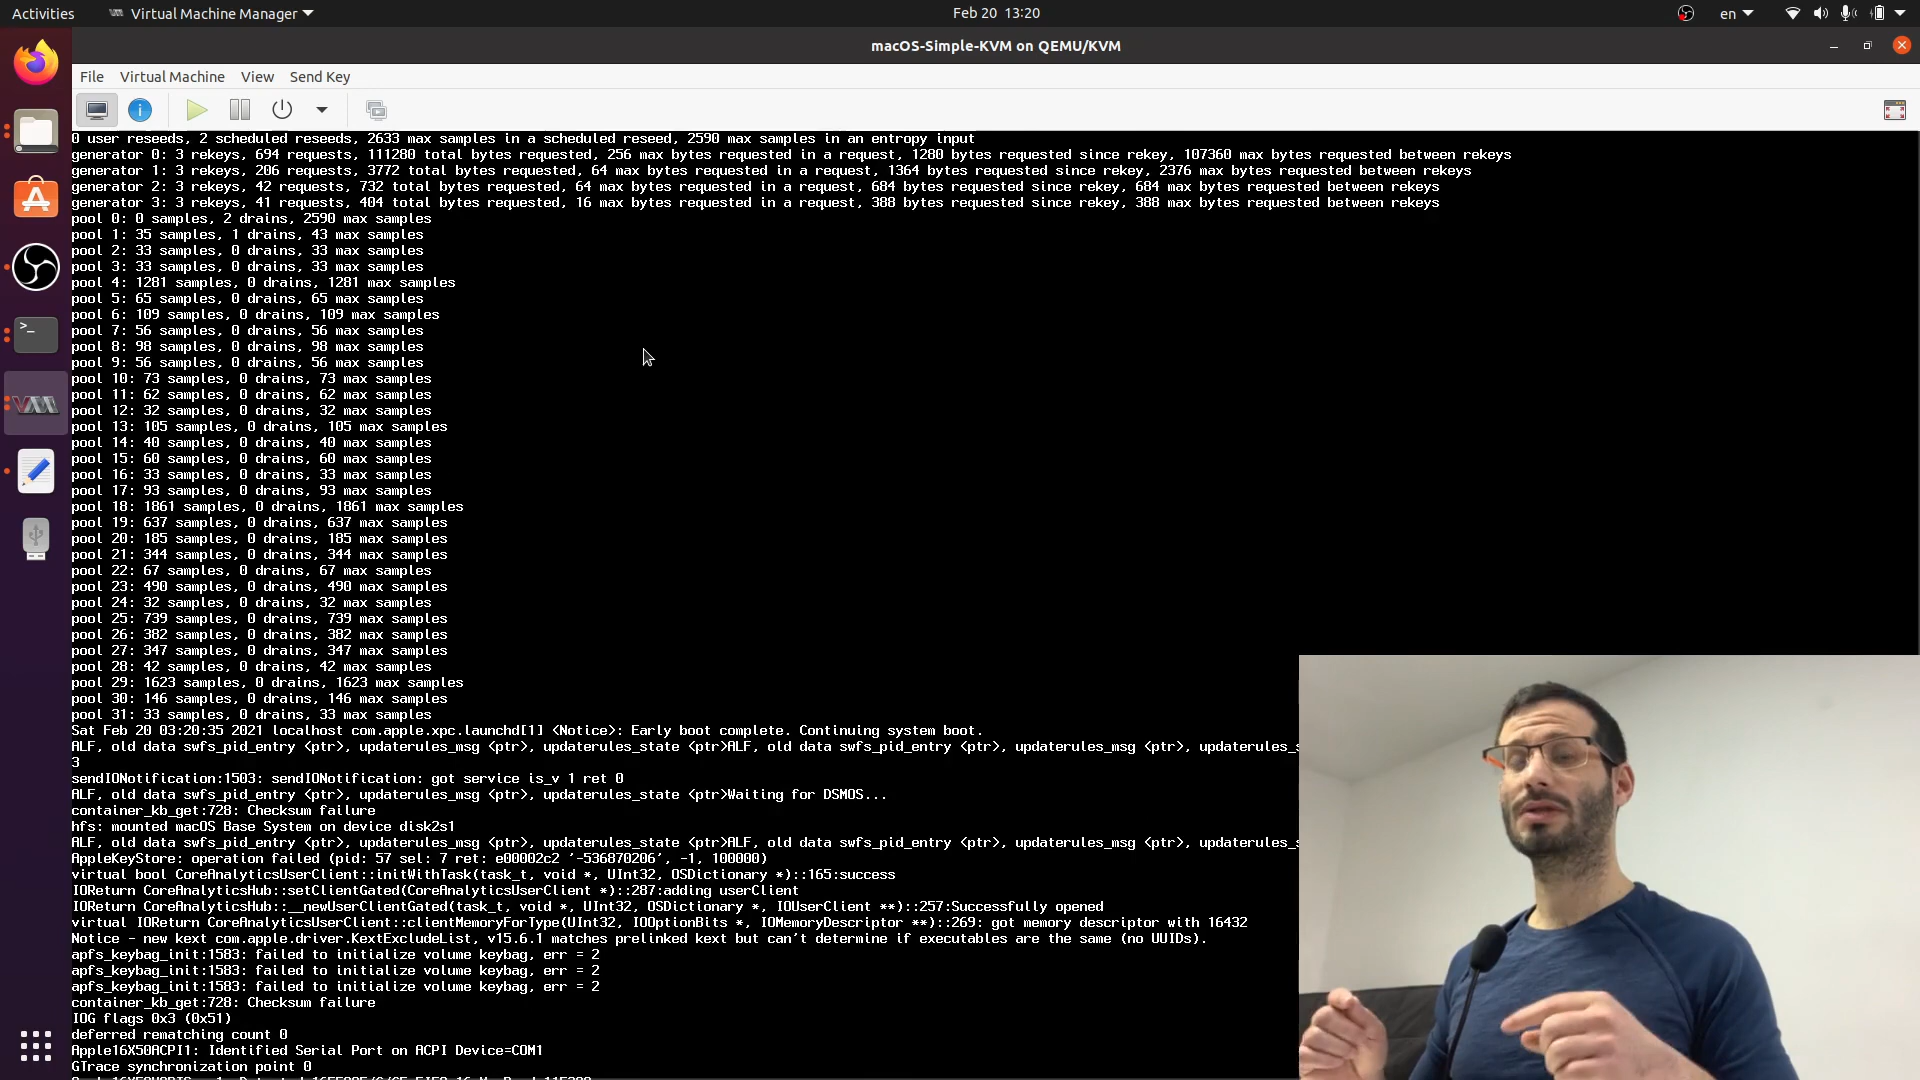 Activities
Virtual Machine Manager
Feb 20 13:20
en
macOS-Simple-KVM on QEMU/KVM
File Virtual Machine View Send Key
0 user reseeds, 2 scheduled reseeds, 2633 max samples in a scheduled reseed, 2590 max samples in an entropy input
generator 0: 3 rekeys, 694 requests, 111280 total bytes requested, 256 max bytes requested in a request, 1280 bytes requested since rekey, 107360 max bytes requested between rekeys
generator 1: 3 rekeys, 206 requests, 3772 total bytes requested, 64 max bytes requested in a request, 1364 bytes requested since rekey, 2376 max bytes requested between rekeys
generator 2: 3 rekeys, 42 requests, 732 total bytes requested, 64 max bytes requested in a request, 684 bytes requested since rekey, 684 max bytes requested between rekeys
generator 3: 3 rekeys, 41 requests, 404 total bytes requested, 16 max bytes requested in a request, 388 bytes requested since rekey, 388 max bytes requested between rekeys
pool 0: 0 samples, 2 drains, 2590 max samples
pool 1: 35 samples, 1 drains, 43 max samples
pool 2: 33 samples, 0 drains, 33 max samples
pool 3: 33 samples, 0 drains, 33 max samples
pool 4: 1281 samples, 0 drains, 1281 max samples
pool 5: 65 samples, 0 drains, 65 max samples
pool 6: 109 samples, 0 drains, 109 max samples
pool 7: 56 samples, 0 drains, 56 max samples
pool 8: 98 samples, 0 drains, 98 max samples
pool 9: 56 samples, 0 drains, 56 max samples
pool 10: 73 samples, 0 drains, 73 max samples
pool 11: 62 samples, 0 drains, 62 max samples
pool 12: 32 samples, 0 drains, 32 max samples
pool 13: 105 samples, 0 drains, 105 max samples
pool 14: 40 samples, 0 drains, 40 max samples
pool 15: 60 samples, 0 drains, 60 max samples
pool 16: 33 samples, 0 drains, 33 max samples
pool 17: 93 samples, 0 drains, 93 max samples
pool 18: 1861 samples, 0 drains, 1861 max samples
pool 19: 637 samples, 0 drains, 637 max samples
pool 20: 185 samples, 0 drains, 185 max samples
pool 21: 344 samples, 0 drains, 344 max samples
pool 22: 67 samples, 0 drains, 67 max samples
pool 23: 490 samples, 0 drains, 490 max samples
pool 24: 32 samples, 0 drains, 32 max samples
pool 25: 739 samples, 0 drains, 739 max samples
pool 26: 382 samples, 0 drains, 382 max samples
pool 27: 347 samples, 0 drains, 347 max samples
pool 28: 42 samples, 0 drains, 42 max samples
pool 29: 1623 samples, 0 drains, 1623 max samples
pool 30: 146 samples, 0 drains, 146 max samples
pool 31: 33 samples, 0 drains, 33 max samples
Sat Feb 20 03:20:35 2021 localhost com.apple.xpc.launchd[1] <Notice>: Early boot complete. Continuing system boot.
ALF, old data swfs_pid_entry <ptr>, updaterules_msg <ptr>, updaterules_state <ptr>ALF, old data swfs_pid_entry <ptr>, updaterules_msg <ptr>, updaterules_s
3
sendIONotification:1503: sendIONotification: got service is_v 1 ret 0
ALF, old data swfs_pid_entry <ptr>, updaterules_msg <ptr>, updaterules_state <ptr>Waiting for DSMOS...
container_kb_get:728: Checksum failure
hfs: mounted macOS Base System on device disk2s1
ALF, old data swfs_pid_entry <ptr>, updaterules_msg <ptr>, updaterules_state <ptr>ALF, old data swfs_pid_entry <ptr>, updaterules_msg <ptr>, updaterules_s
AppleKeyStore: operation failed (pid: 57 sel: 7 ret: e00002c2 '-536870206', -1, 100000)
virtual bool CoreAnalyticsUserClient::initWithTask(task_t, void *, UInt32, OSDictionary *)::165:success
IOReturn CoreAnalyticsHub::setClientGated(CoreAnalyticsUserClient *)::287:adding userClient
IOReturn CoreAnalyticsHub::__newUserClientGated(task_t, void *, UInt32, OSDictionary *, IOUserClient **)::257:Successfully opened
virtual IOReturn CoreAnalyticsUserClient::clientMemoryForType(UInt32, IOOptionBits *, IOMemoryDescriptor **)::269: got memory descriptor with 16432
Notice - new kext com.apple.driver.KextExcludeList, v15.6.1 matches prelinked kext but can't determine if executables are the same (no UUIDs).
apfs_keybag_init:1583: failed to initialize volume keybag, err = 2
apfs_keybag_init:1583: failed to initialize volume keybag, err = 2
apfs_keybag_init:1583: failed to initialize volume keybag, err = 2
container_kb_get:728: Checksum failure
IOG flags 0x3 (0x51)
deferred rematching count 0
Apple16X50ACPI1: Identified Serial Port on ACPI Device=COM1
GTrace synchronization point 0